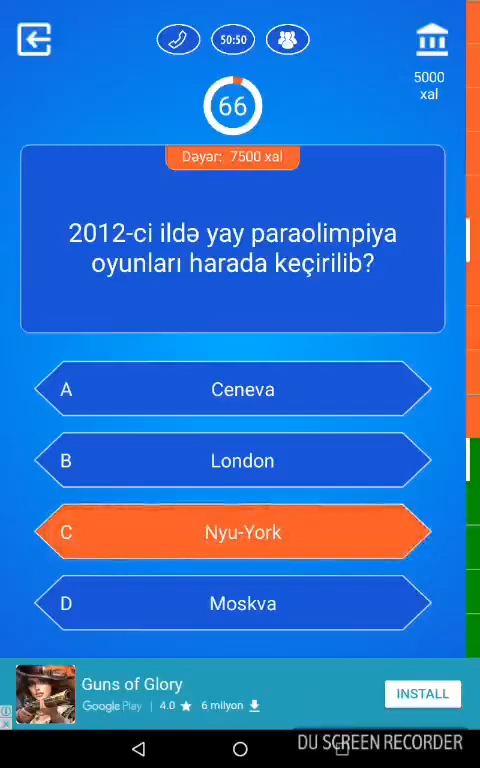 50:50
5000
xal
66
Dəyər: 7500 xal
2012-ci ildə yay paraolimpiya
oyunları harada keçirilib?
A Ceneva
B London
C Nyu-York
D Moskva
Guns of Glory
Google Play | 4.0 ★ 6 milyon
INSTALL
DU SCREEN RECORDER